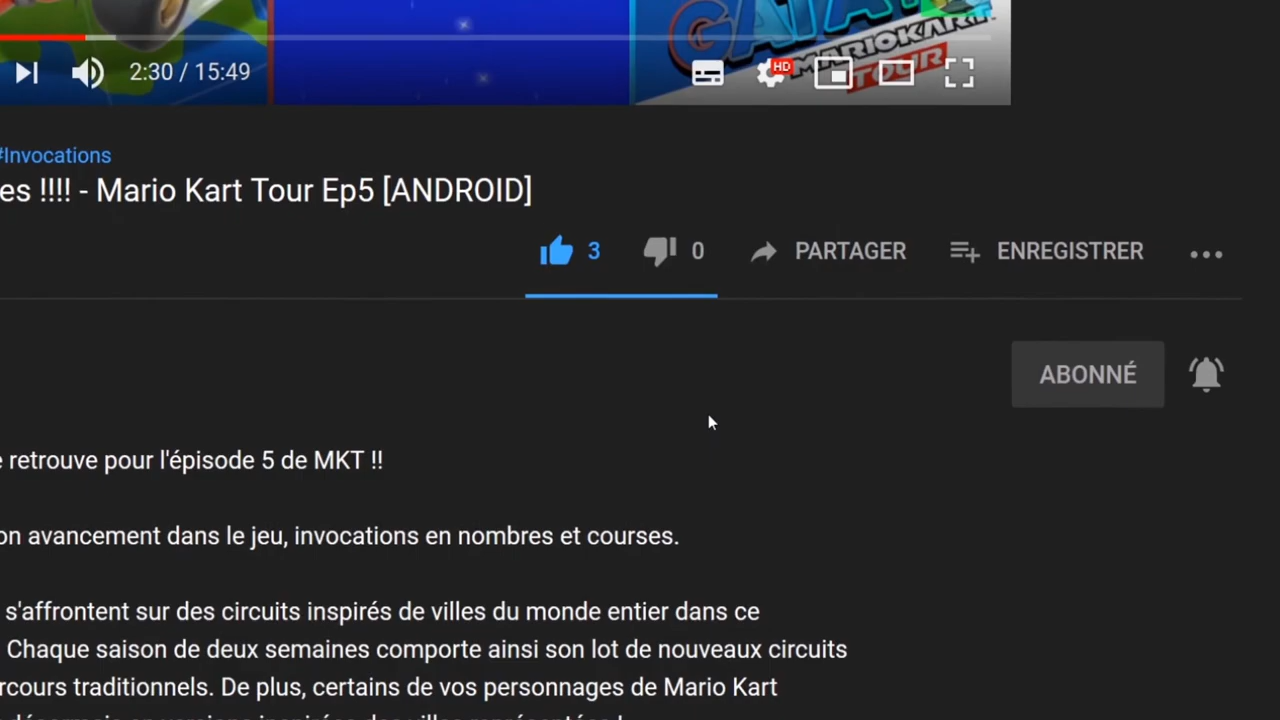 MARIOKART
TOUR
2:30 / 15:49
HD
#Invocations
es !!!! - Mario Kart Tour Ep5 [ANDROID]
3 0 PARTAGER ENREGISTRER
ABONNÉ
e retrouve pour l'épisode 5 de MKT !!
on avancement dans le jeu, invocations en nombres et courses.
s'affrontent sur des circuits inspirés de villes du monde entier dans ce
Chaque saison de deux semaines comporte ainsi son lot de nouveaux circuits
rcours traditionnels. De plus, certains de vos personnages de Mario Kart